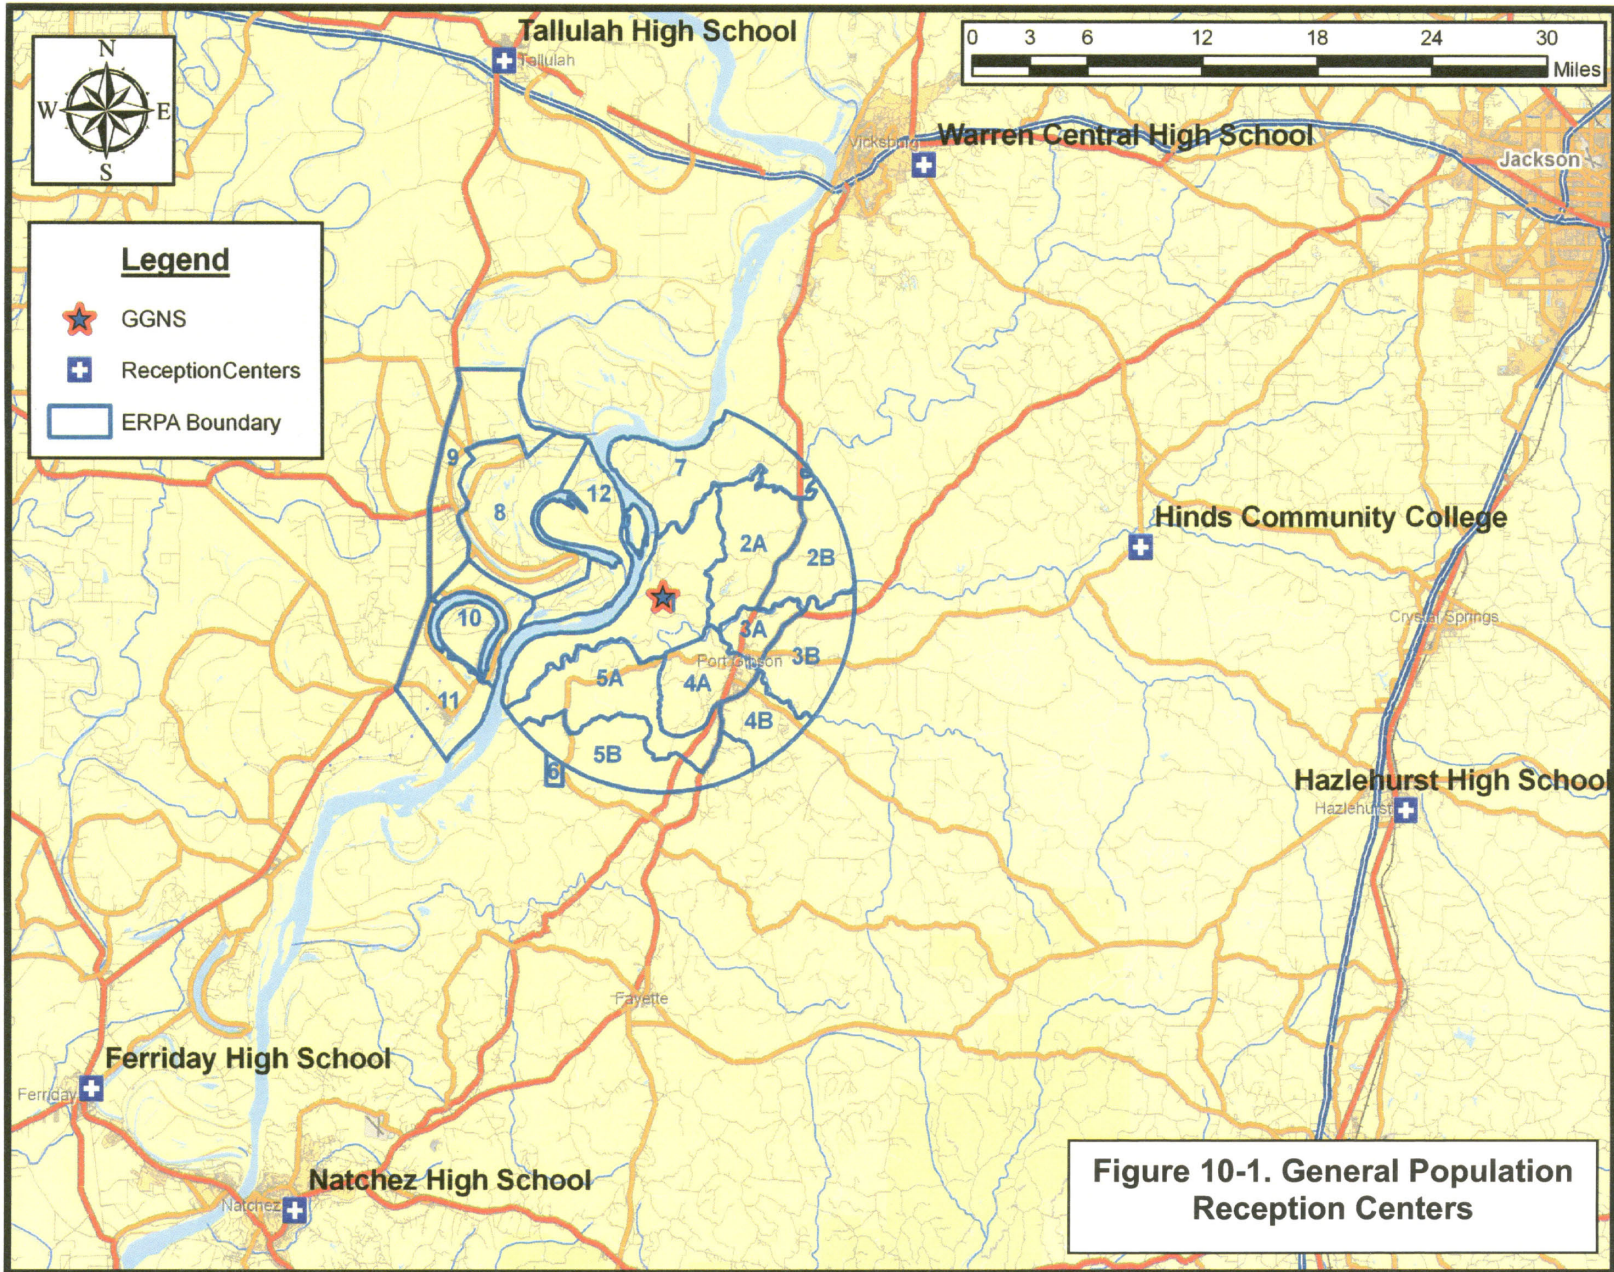 Tallulah High School
Tallulah
0 3 6 12 18 24 30
Miles
N
W E
S
Vicksburg
Warren Central High School
Jackson
Legend
GGNS
ReceptionCenters
ERPA Boundary
9
7
8
12
2A
2B
Hinds Community College
10
3A
Crystal Springs
Port Gibson
3B
5A
4A
11
4B
5B
6
Hazlehurst High School
Hazlehurst
Fayette
Ferriday High School
Ferriday
Natchez High School
Natchez
Figure 10-1. General Population
Reception Centers